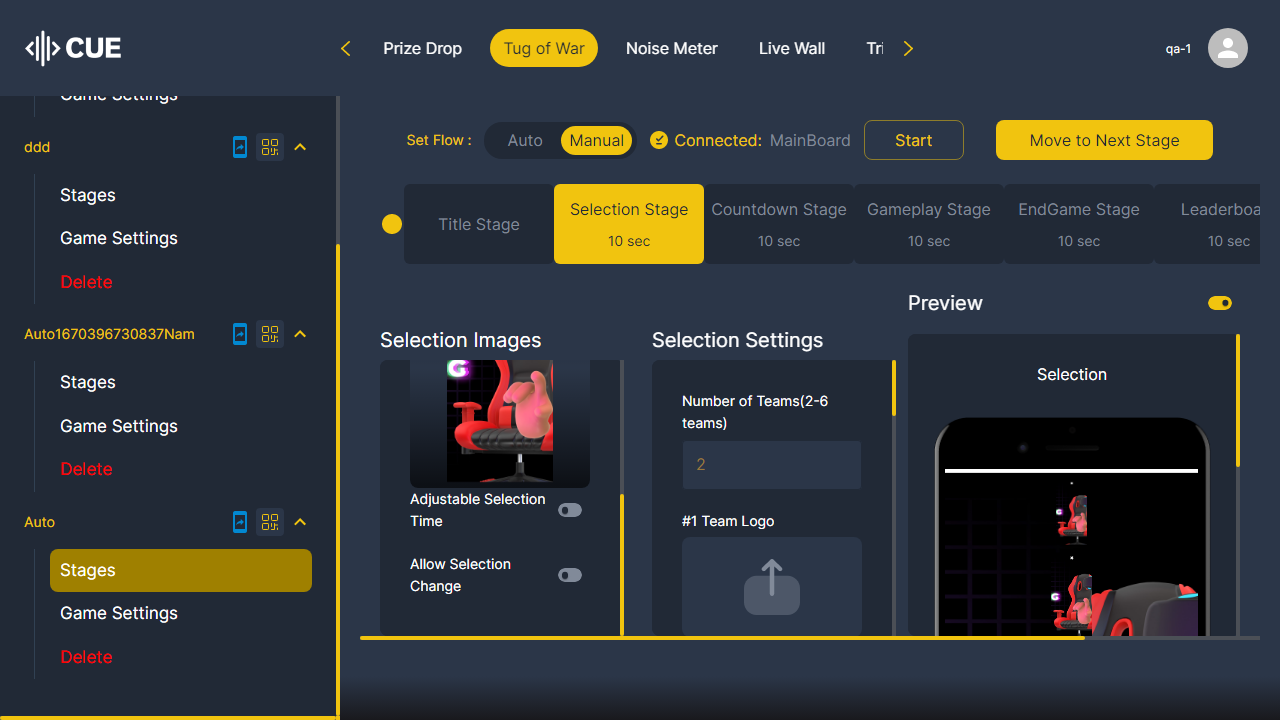 CUE
Prize Drop
Tug of War
Noise Meter
Live Wall
Tri
qa-1
Game Settings
ddd
Stages
Game Settings
Delete
Auto1670396730837Nam
Stages
Game Settings
Delete
Auto
Stages
Game Settings
Delete
Set Flow :
Auto
Manual
Connected: MainBoard
Start
Move to Next Stage
Title Stage
Selection Stage
10 sec
Countdown Stage
10 sec
Gameplay Stage
10 sec
EndGame Stage
10 sec
Leaderboa
10 sec
Selection Images
G
Adjustable Selection
Time
Allow Selection
Change
Selection Settings
Number of Teams(2-6
teams)
2
#1 Team Logo
Preview
Selection
G
G